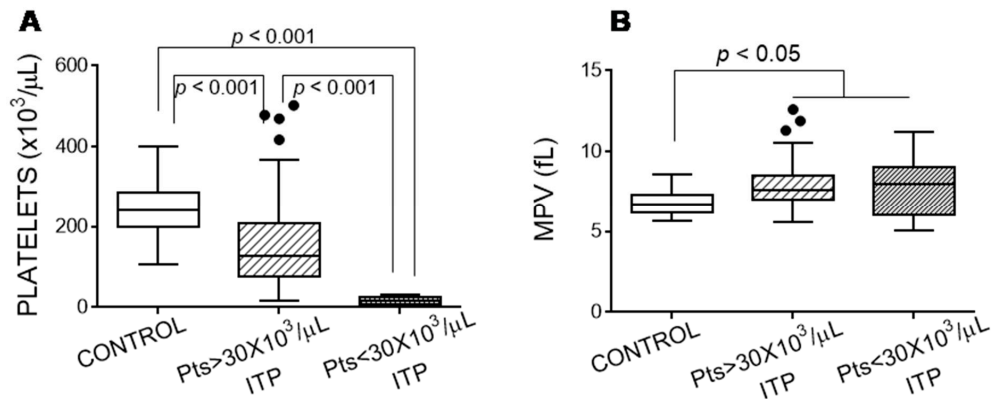 A
PLATELETS (x10³/µL)
600
400
200
0
p < 0.001
p < 0.001
p < 0.001
CONTROL
Pts>30X10³/µL
ITP
Pts<30X10³/µL
ITP
B
MPV (fL)
15
10
5
0
p < 0.05
CONTROL
Pts>30X10³/µL
ITP
Pts<30X10³/µL
ITP